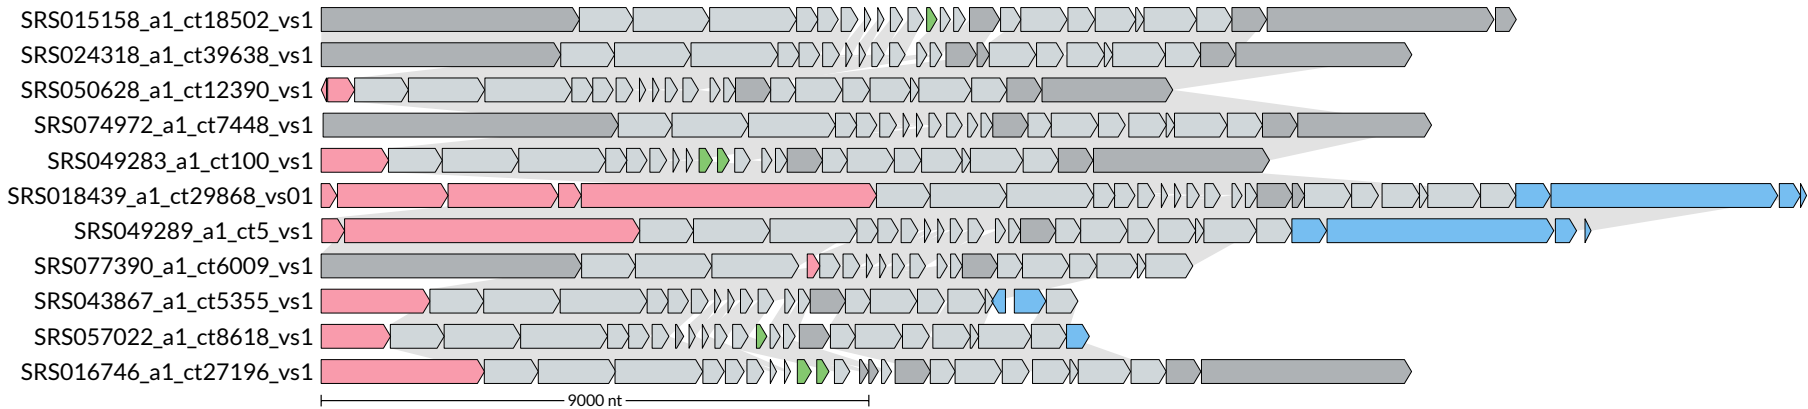 SRS015158_a1_ct18502_vs1
SRS024318_a1_ct39638_vs1
SRS050628_a1_ct12390_vs1
SRS074972_a1_ct7448_vs1
SRS049283_a1_ct100_vs1
SRS018439_a1_ct29868_vs01
SRS049289_a1_ct5_vs1
SRS077390_a1_ct6009_vs1
SRS043867_a1_ct5355_vs1
SRS057022_a1_ct8618_vs1
SRS016746_a1_ct27196_vs1
9000 nt